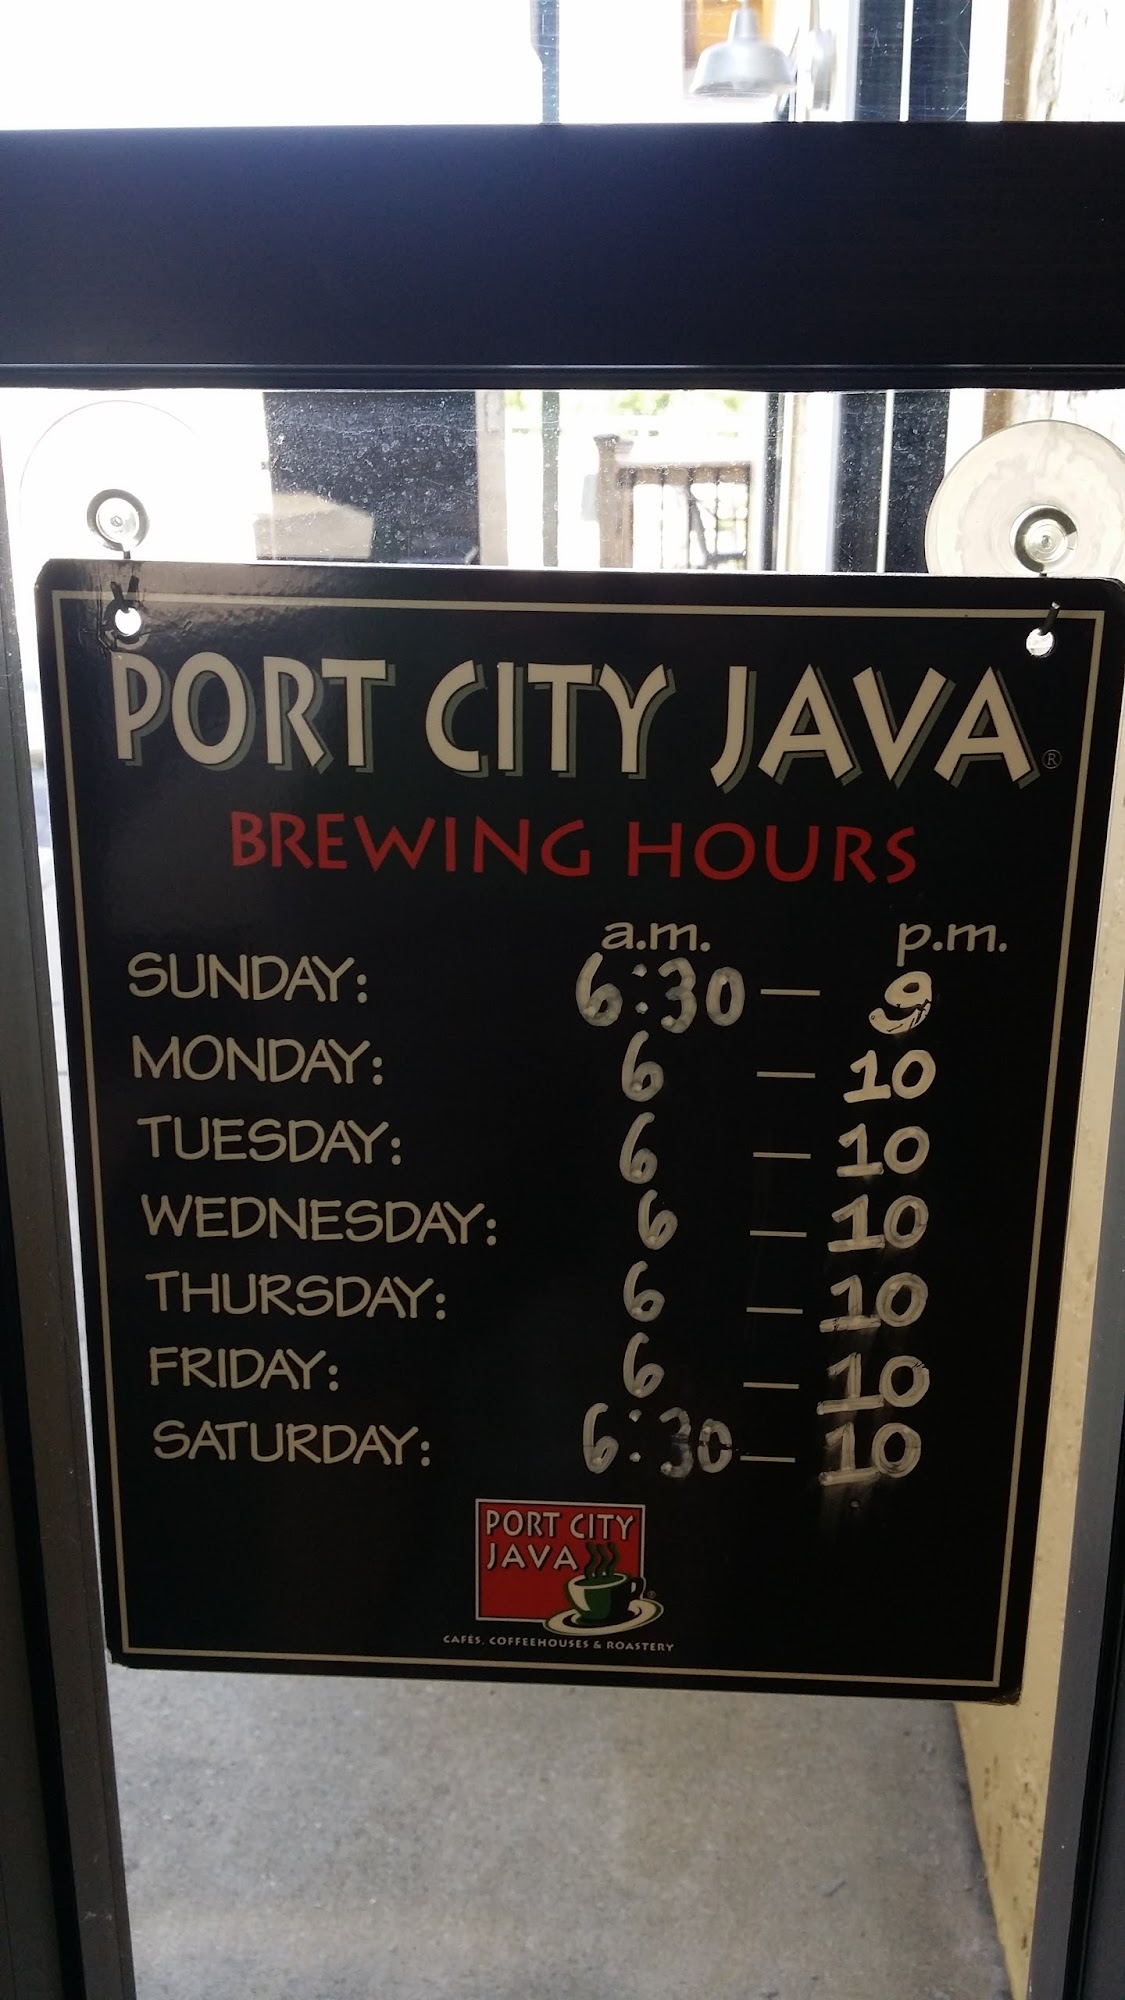 PORT CITY JAVA®
BREWING HOURS
a.m. p.m.
SUNDAY: 6:30 — 9
MONDAY: 6 — 10
TUESDAY: 6 — 10
WEDNESDAY: 6 — 10
THURSDAY: 6 — 10
FRIDAY: 6 — 10
SATURDAY: 6:30 — 10
PORT CITY
JAVA
®
CAFÉS, COFFEEHOUSES & ROASTERY